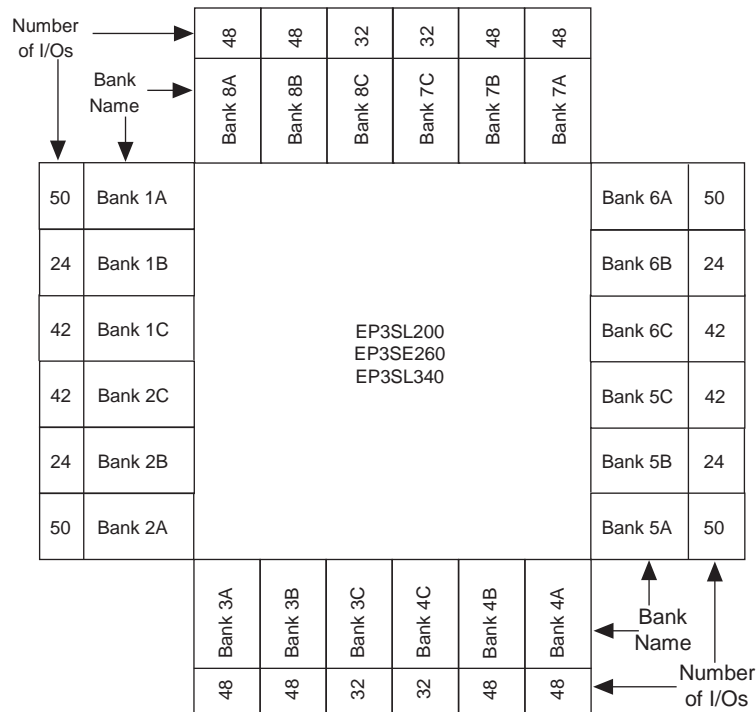 Number
of I/Os
48 48 32 32 48 48
Bank
Name
Bank 8A Bank 8B Bank 8C Bank 7C Bank 7B Bank 7A
50 Bank 1A Bank 6A 50
24 Bank 1B Bank 6B 24
42 Bank 1C Bank 6C 42
EP3SL200
EP3SE260
EP3SL340
42 Bank 2C Bank 5C 42
24 Bank 2B Bank 5B 24
50 Bank 2A Bank 5A 50
Bank 3A Bank 3B Bank 3C Bank 4C Bank 4B Bank 4A
Bank
Name
48 48 32 32 48 48
Number
of I/Os